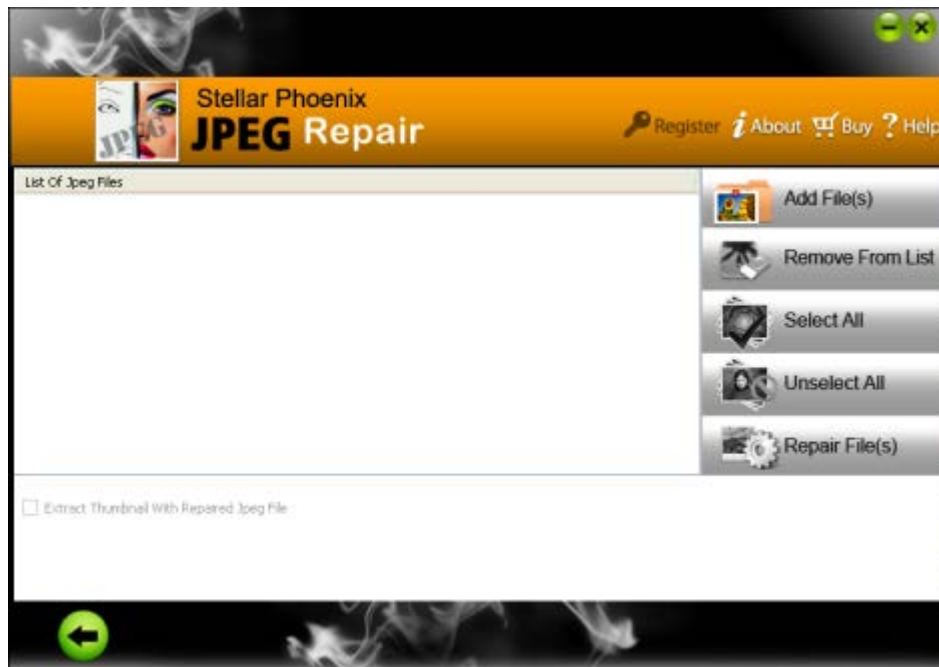 Stellar Phoenix
JPEG Repair
JPEG
Register i About Buy ? Help
List Of Jpeg Files
Add File(s)
Remove From List
Select All
Unselect All
Repair File(s)
Extract Thumbnail With Repaired Jpeg File